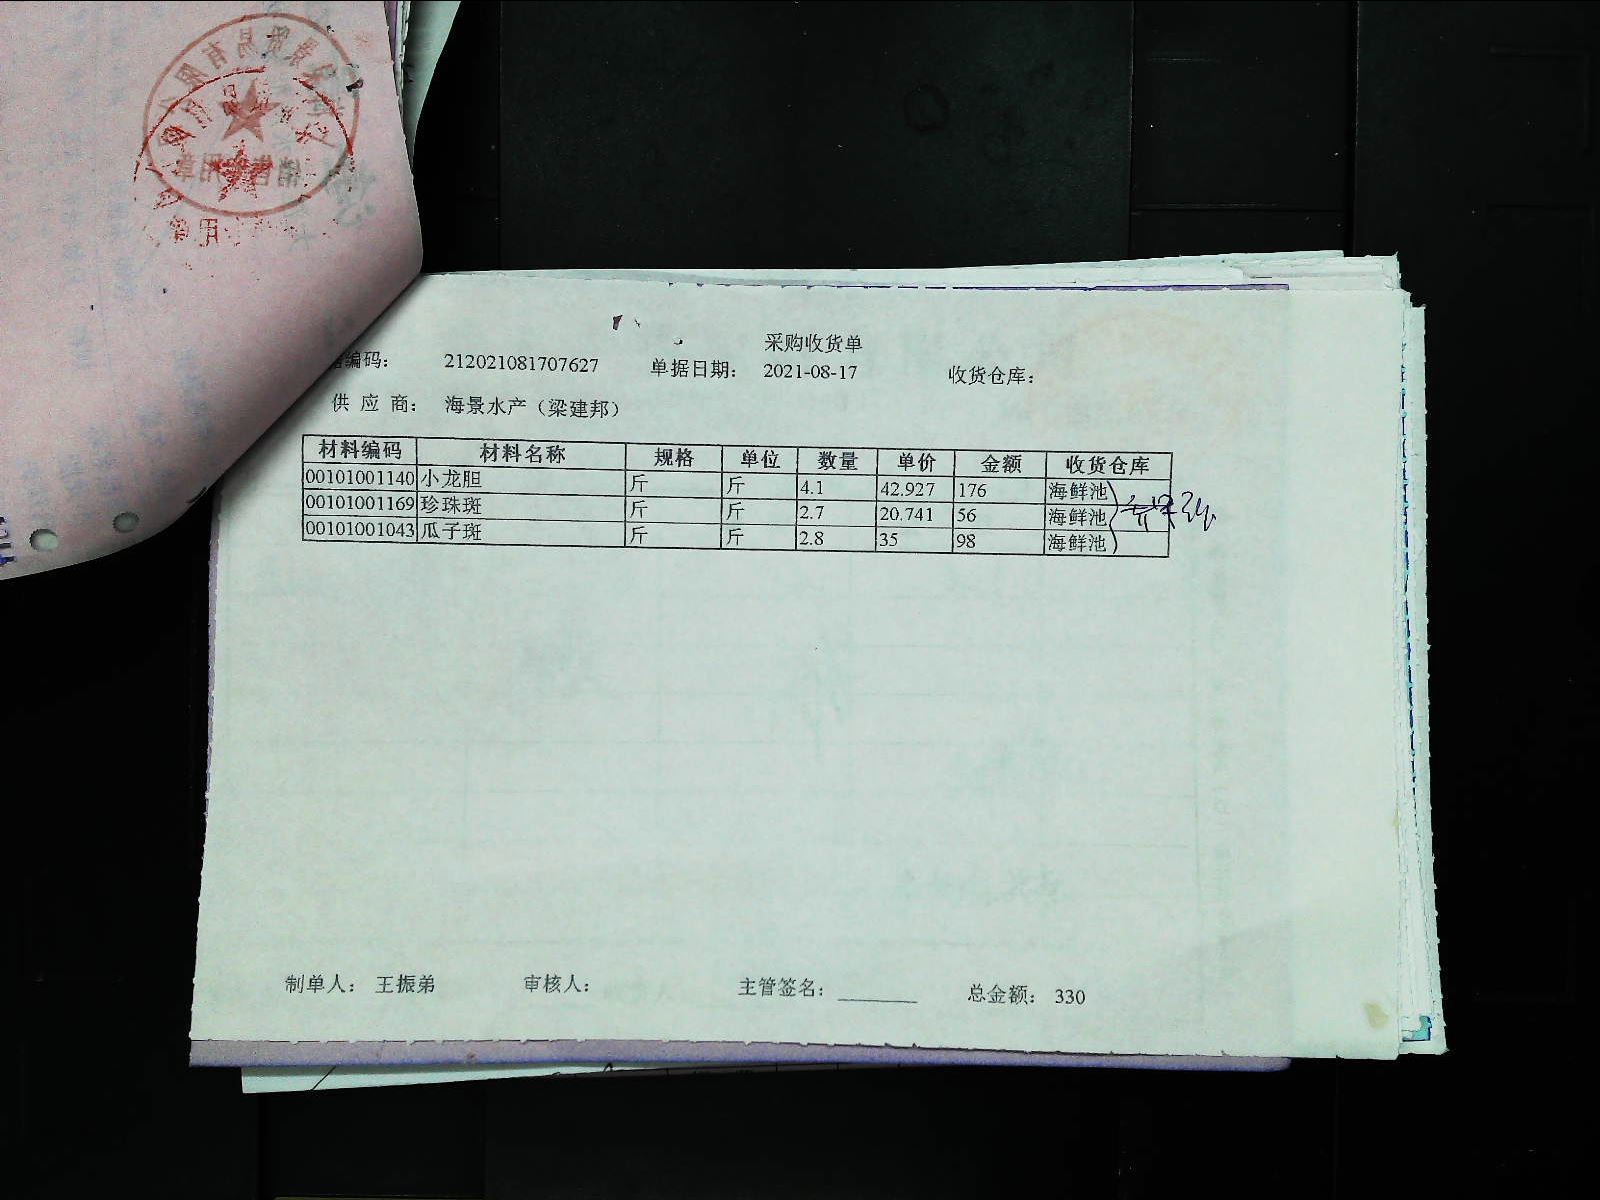 采购收货单
编码： 212021081707627 单据日期： 2021-08-17 收货仓库：
供 应 商： 海景水产（梁建邦）
材料编码 材料名称 规格 单位 数量 单价 金额 收货仓库
00101001140 小龙胆 斤 斤 4.1 42.927 176 海鲜池
00101001169 珍珠斑 斤 斤 2.7 20.741 56 海鲜池
00101001043 瓜子斑 斤 斤 2.8 35 98 海鲜池
制单人： 王振弟 审核人： 主管签名： ________ 总金额： 330